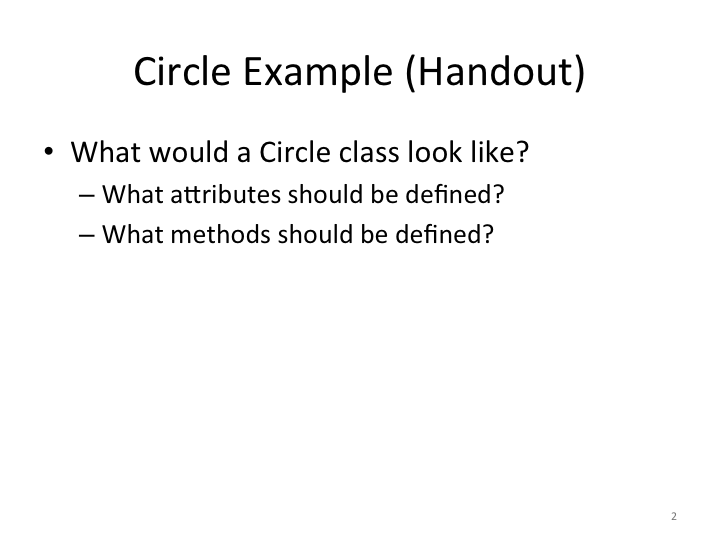 Circle Example (Handout)
• What would a Circle class look like?
– What attributes should be defined?
– What methods should be defined?
2